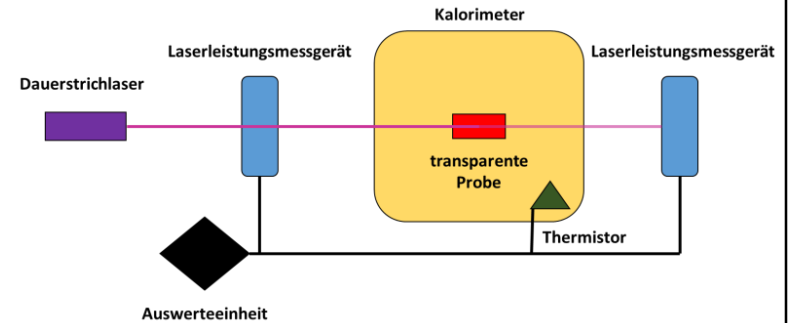 Kalorimeter
Laserleistungsmessgerät
Laserleistungsmessgerät
Dauerstrichlaser
transparente
Probe
Thermistor
Auswerteeinheit